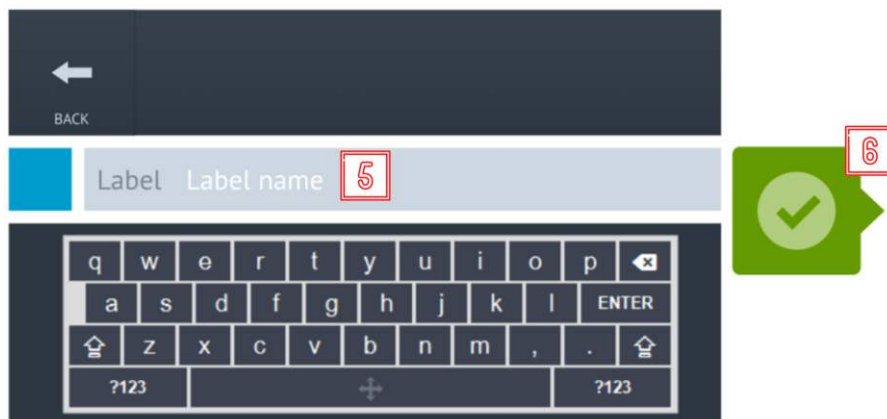 BACK
Label Label name 5
6
q w e r t y u i o p
a s d f g h j k l ENTER
z x c v b n m , .
?123 ?123